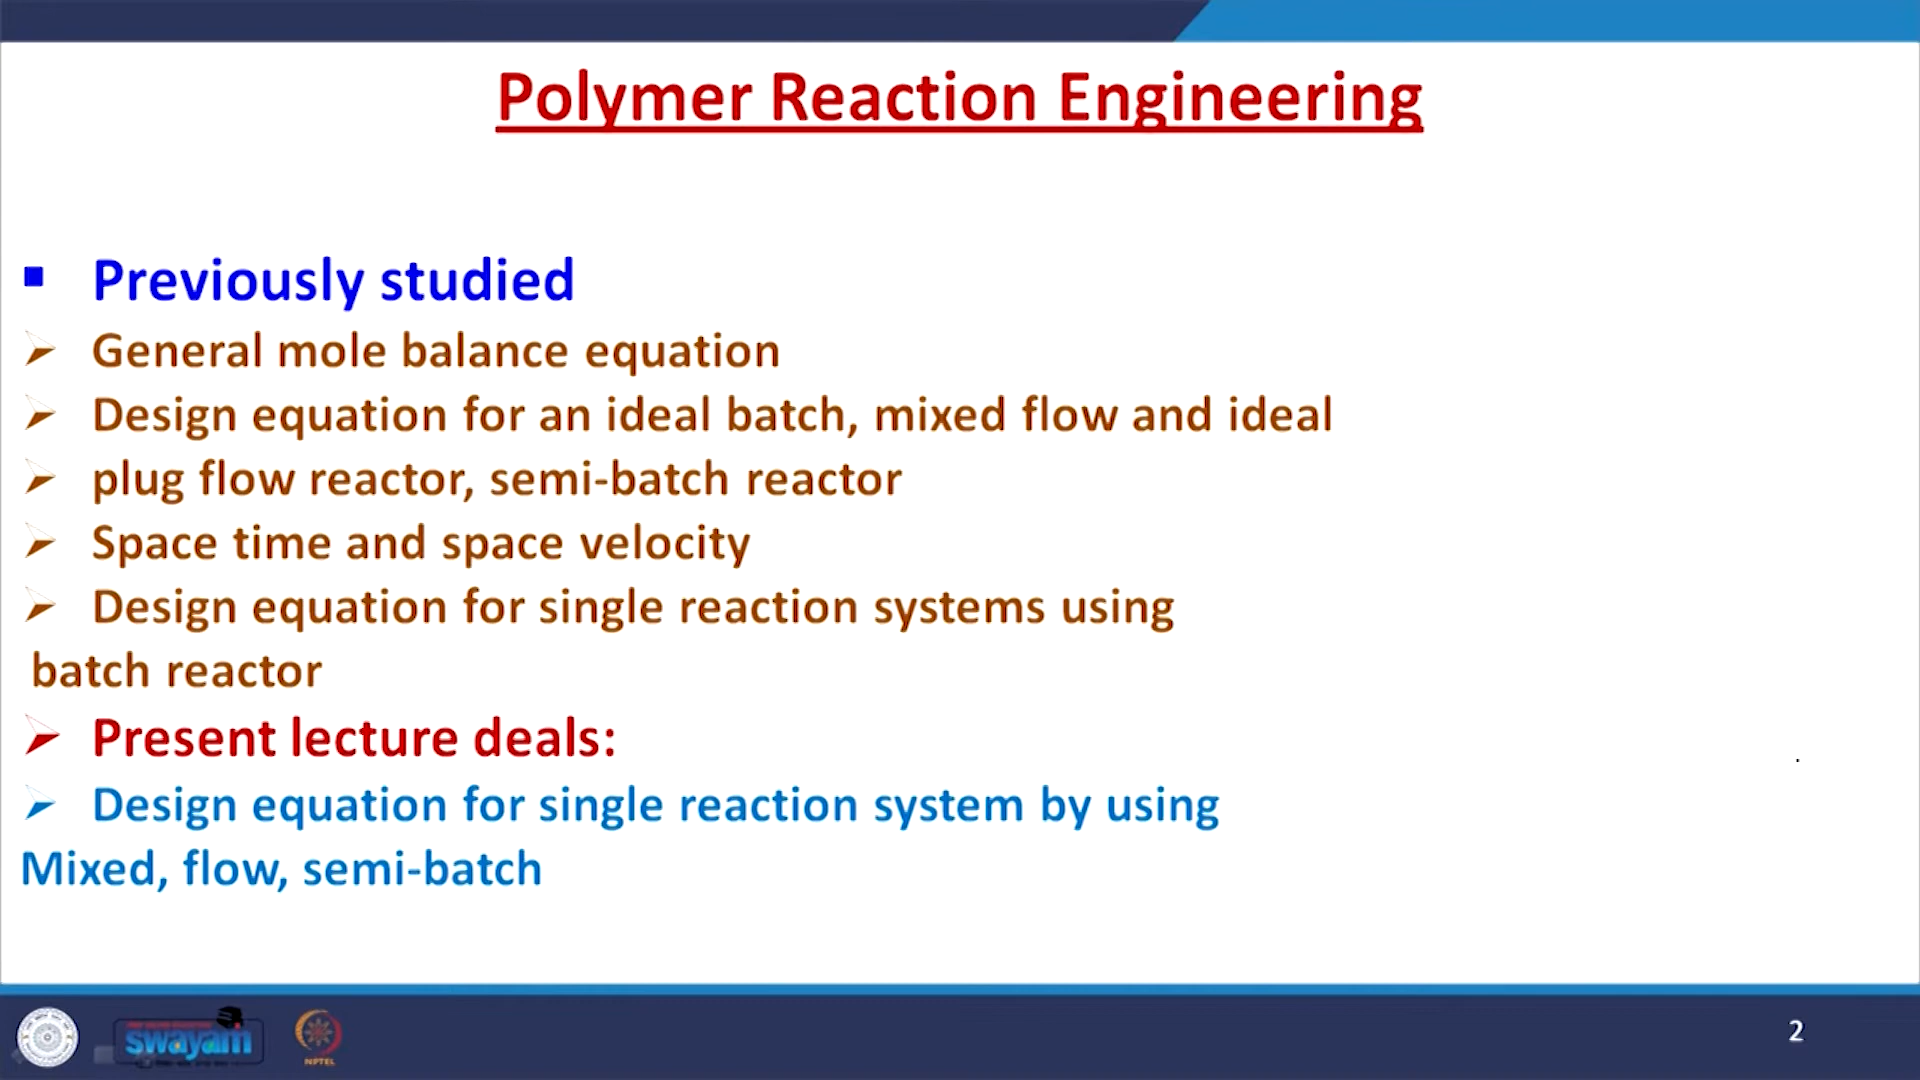 Polymer Reaction Engineering
Previously studied
General mole balance equation
Design equation for an ideal batch, mixed flow and ideal
plug flow reactor, semi-batch reactor
Space time and space velocity
Design equation for single reaction systems using
batch reactor
Present lecture deals:
Design equation for single reaction system by using
Mixed, flow, semi-batch
swayam
NPTEL
2